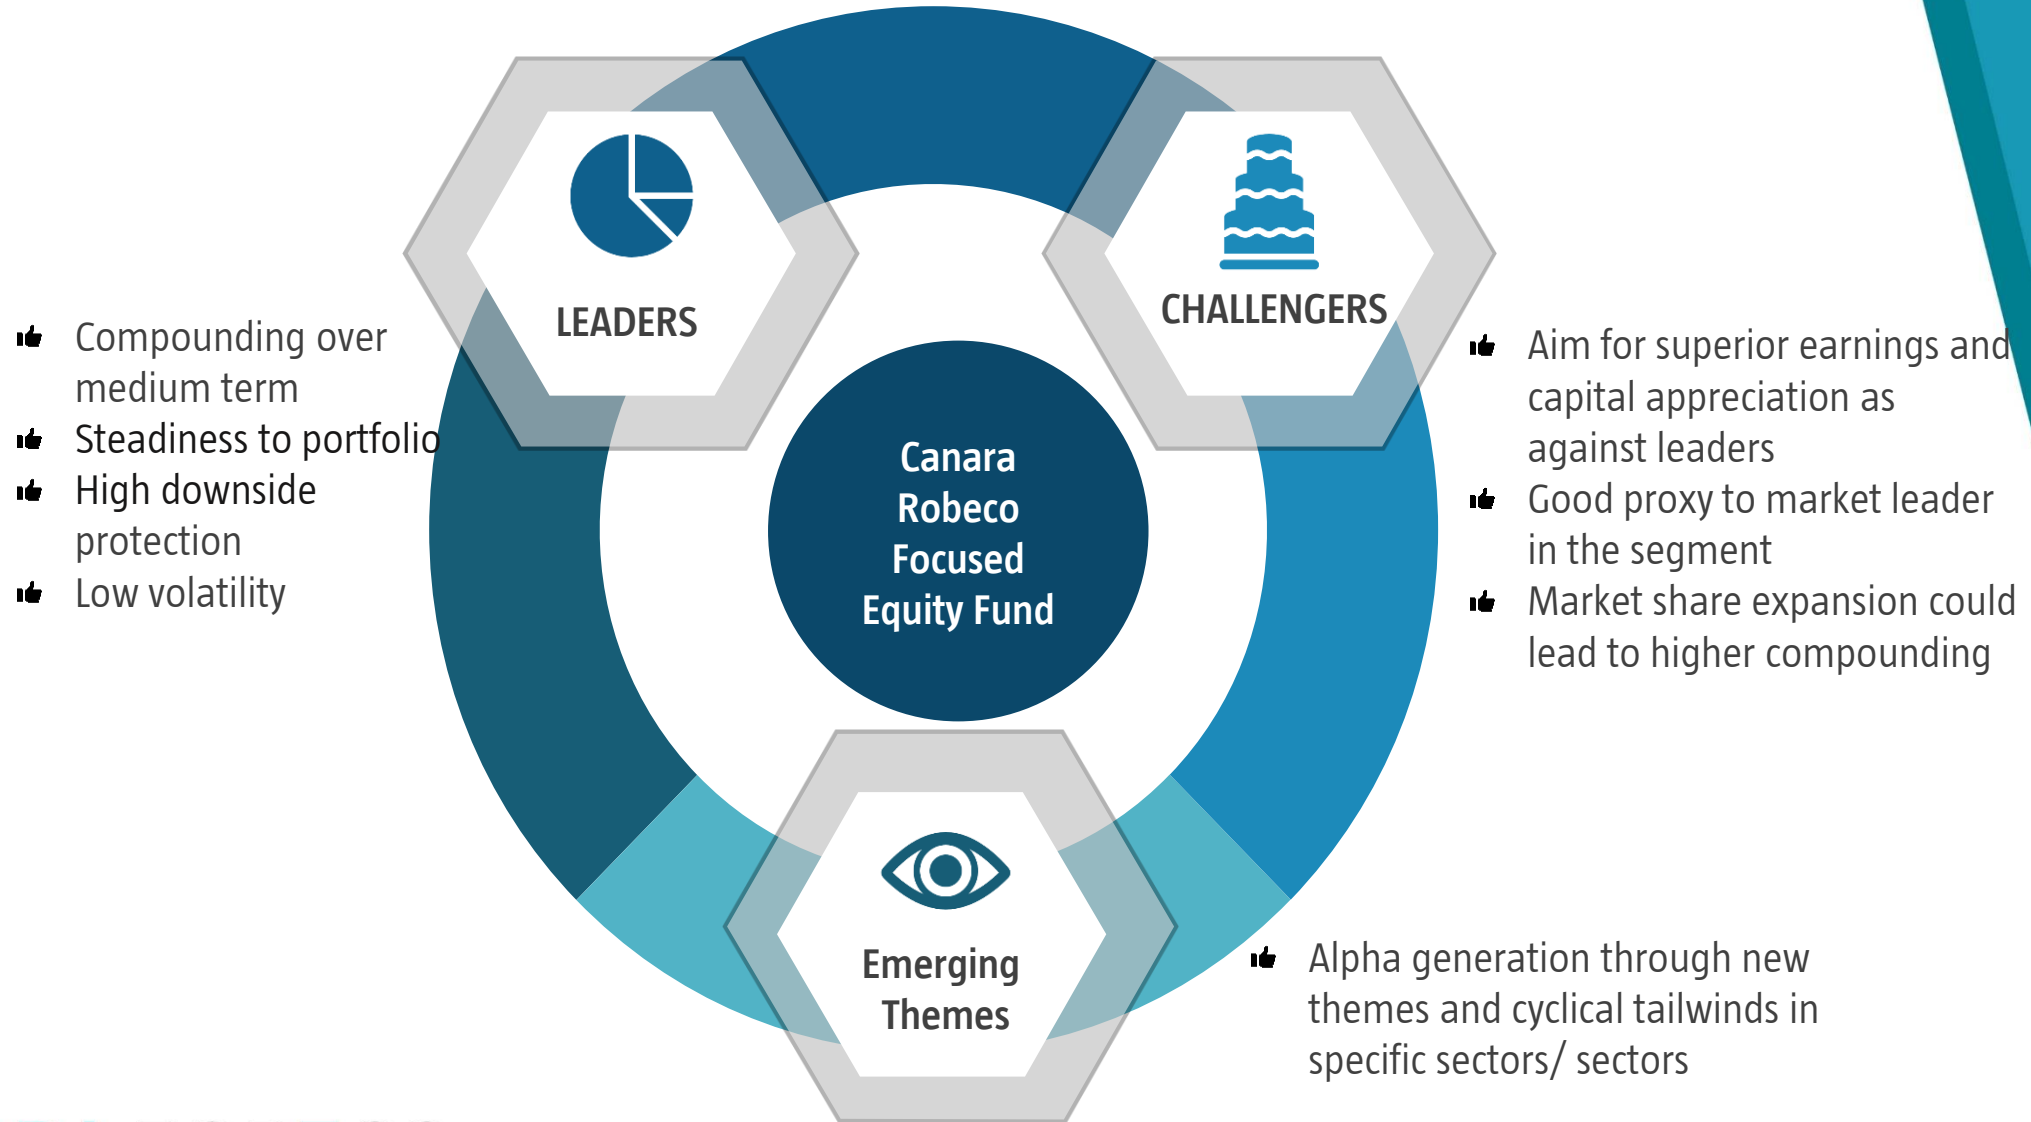 LEADERS
CHALLENGERS
Compounding over
medium term
Steadiness to portfolio
High downside
protection
Low volatility
Canara
Robeco
Focused
Equity Fund
Aim for superior earnings and
capital appreciation as
against leaders
Good proxy to market leader
in the segment
Market share expansion could
lead to higher compounding
Emerging
Themes
Alpha generation through new
themes and cyclical tailwinds in
specific sectors/ sectors